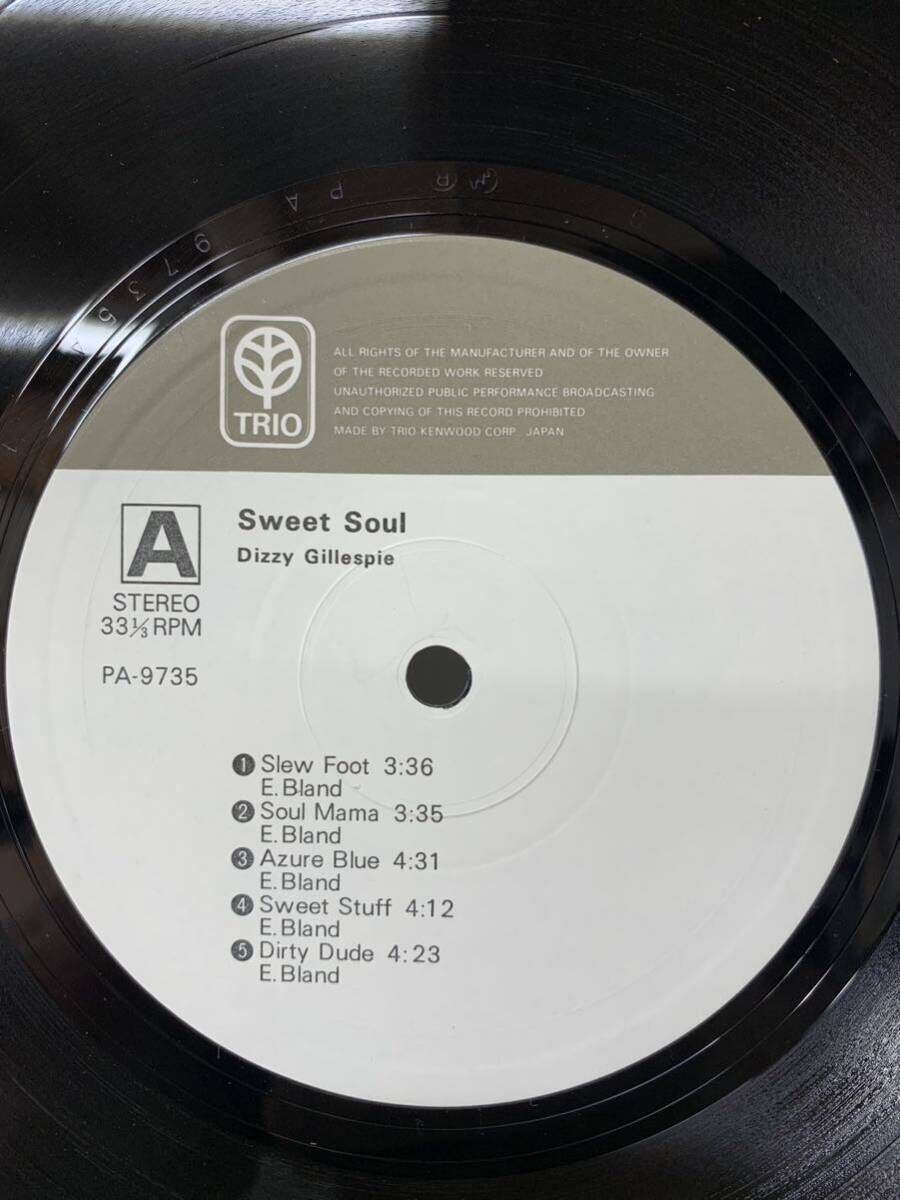 PA 9735A
TRIO
ALL RIGHTS OF THE MANUFACTURER AND OF THE OWNER
OF THE RECORDED WORK RESERVED
UNAUTHORIZED PUBLIC PERFORMANCE BROADCASTING
AND COPYING OF THIS RECORD PROHIBITED
MADE BY TRIO KENWOOD CORP. JAPAN
A
STEREO
33⅓ RPM
PA-9735
Sweet Soul
Dizzy Gillespie
❶ Slew Foot 3:36
E.Bland
❷ Soul Mama 3:35
E.Bland
❸ Azure Blue 4:31
E.Bland
❹ Sweet Stuff 4:12
E.Bland
❺ Dirty Dude 4:23
E.Bland